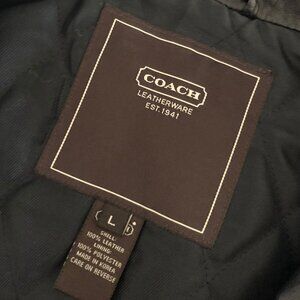 COACH
LEATHERWARE
EST. 1941
L
SHELL:
100% LEATHER
LINING:
100% POLYESTER
MADE IN KOREA
CARE ON REVERSE